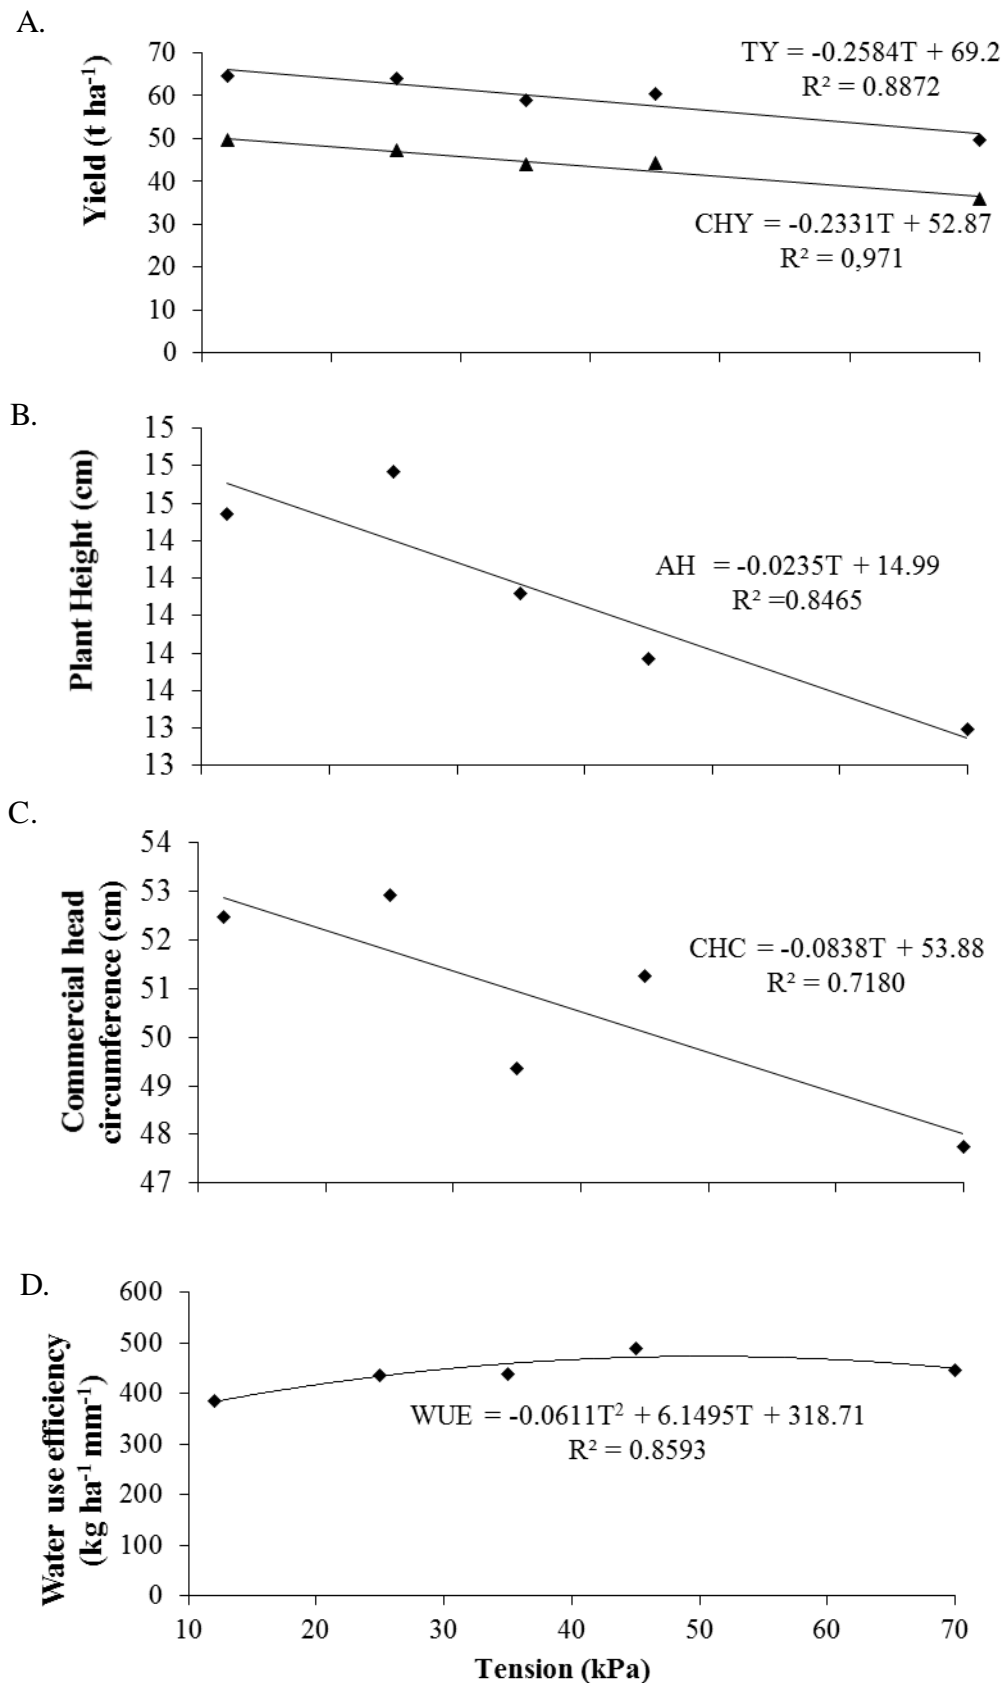 A.
Yield (t ha⁻¹)
70
60
50
40
30
20
10
0
TY = -0.2584T + 69.2
R² = 0.8872
CHY = -0.2331T + 52.87
R² = 0,971
B.
Plant Height (cm)
15
15
15
14
14
14
14
14
13
13
AH = -0.0235T + 14.99
R² =0.8465
C.
Commercial head
circumference (cm)
54
53
52
51
50
49
48
47
CHC = -0.0838T + 53.88
R² = 0.7180
D.
Water use efficiency
(kg ha⁻¹ mm⁻¹)
600
500
400
300
200
100
0
WUE = -0.0611T² + 6.1495T + 318.71
R² = 0.8593
10 20 30 40 50 60 70
Tension (kPa)